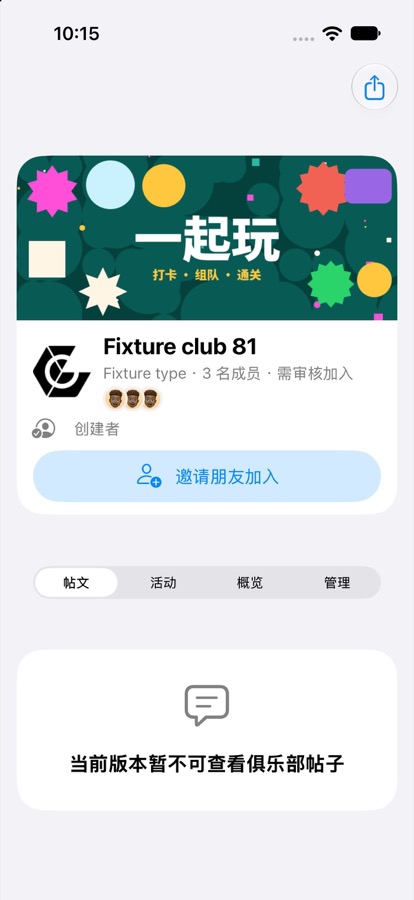 10:15
一起玩
打卡 • 组队 • 通关
Fixture club 81
Fixture type · 3 名成员 · 需审核加入
创建者
邀请朋友加入
帖文 活动 概览 管理
当前版本暂不可查看俱乐部帖子